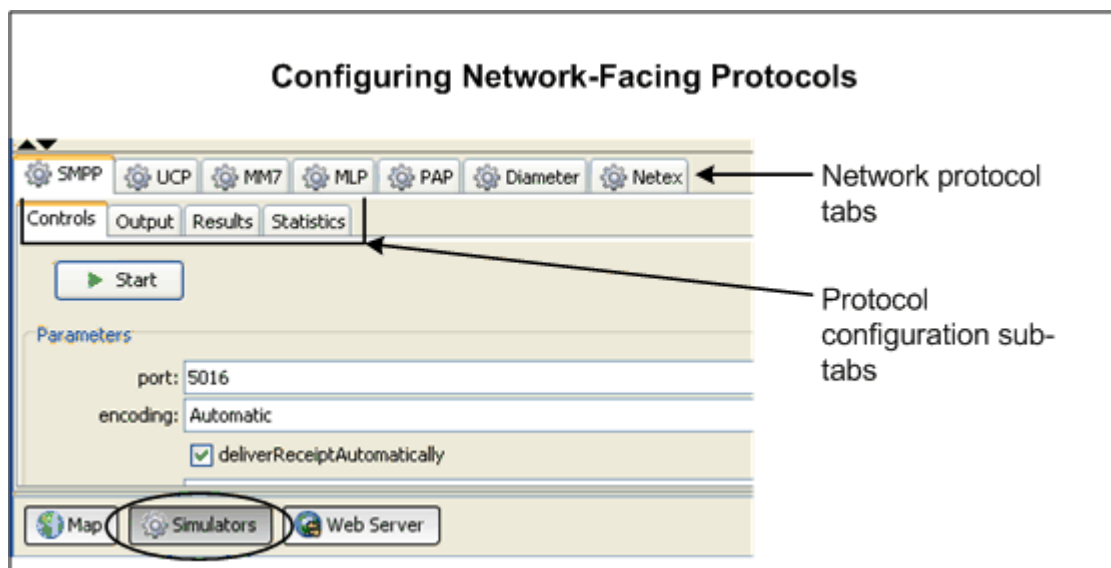 Configuring Network-Facing Protocols
SMPP UCP MM7 MLP PAP Diameter Netex
Network protocol
tabs
Controls Output Results Statistics
Start
Protocol
configuration sub-
tabs
Parameters
port: 5016
encoding: Automatic
deliverReceiptAutomatically
Map Simulators Web Server